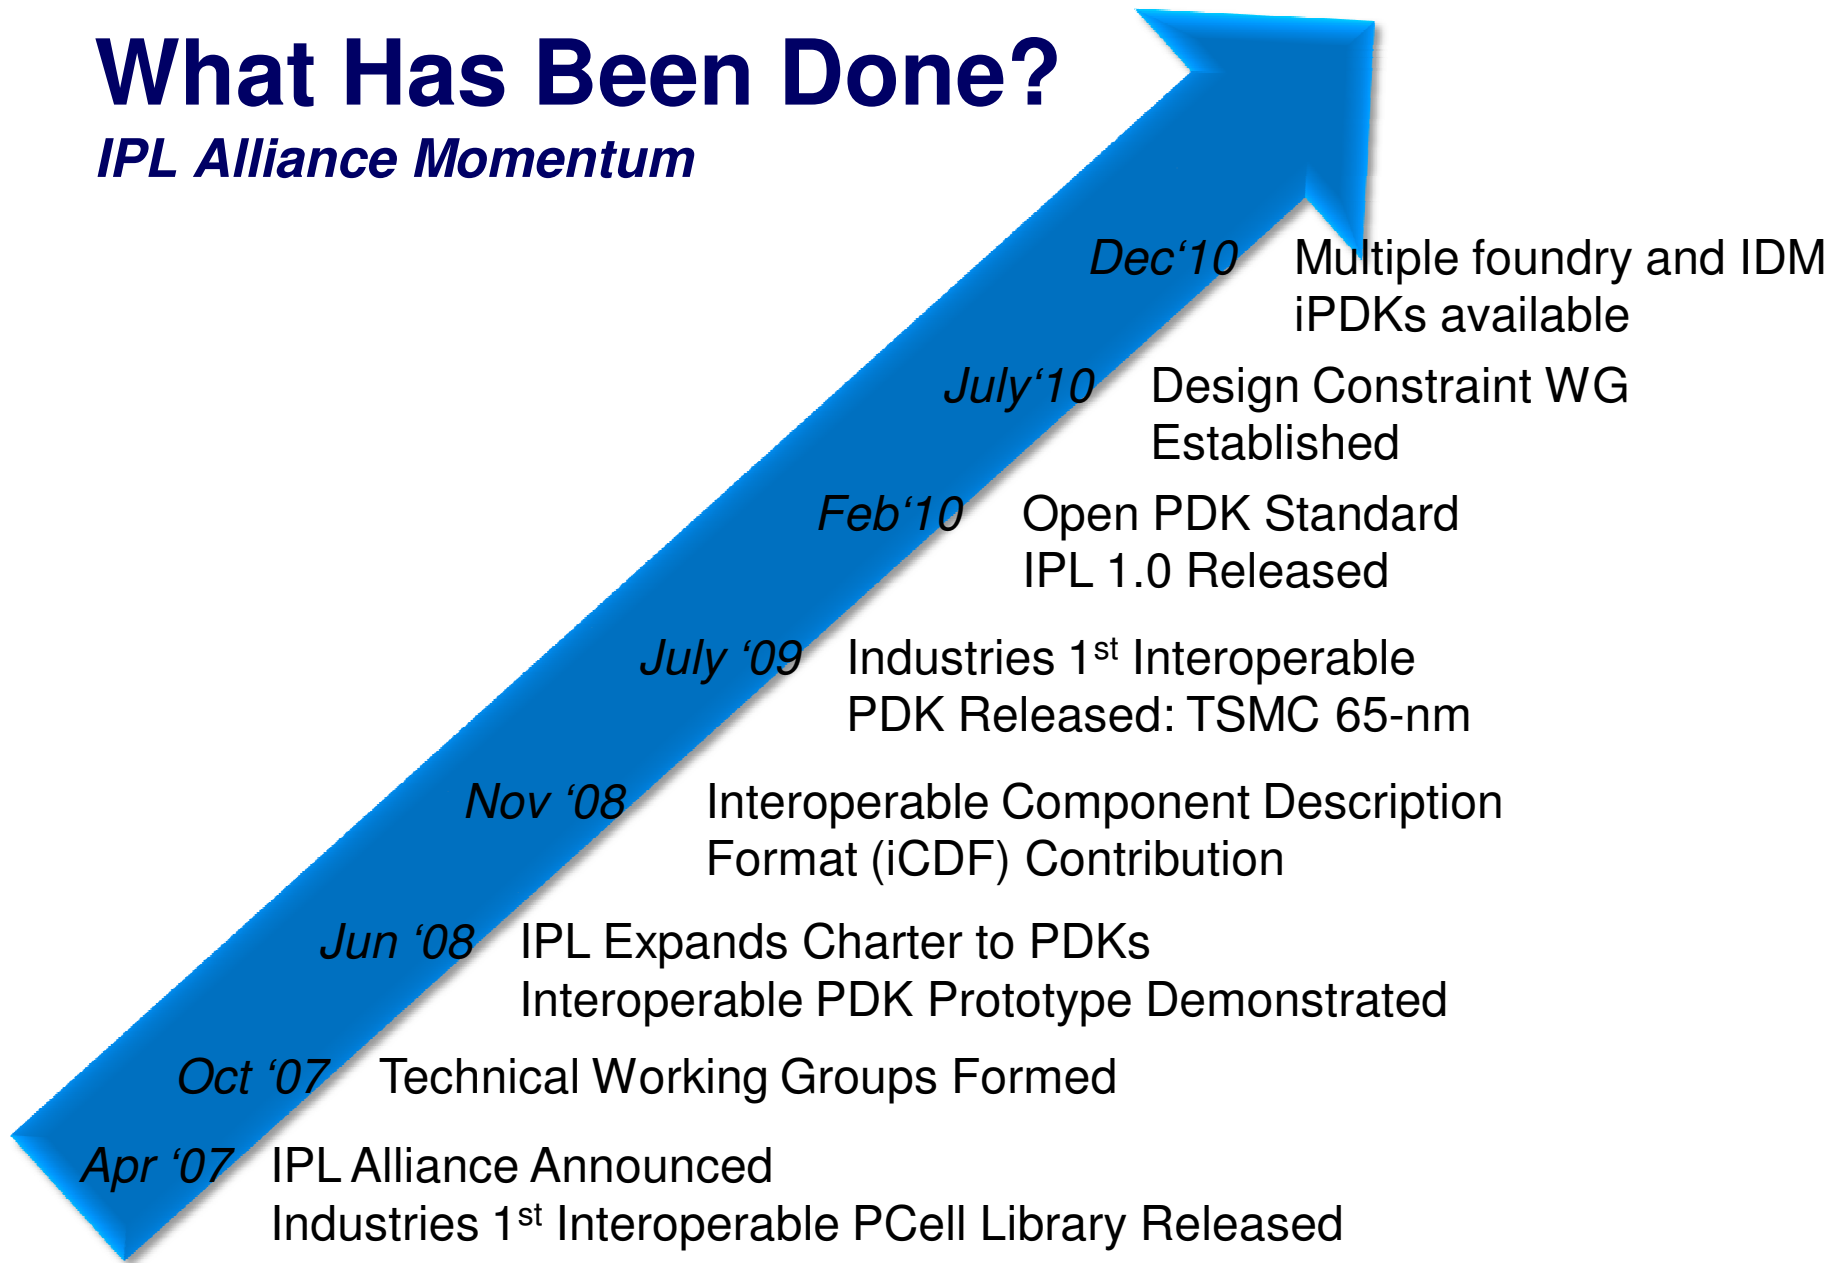 What Has Been Done?
IPL Alliance Momentum
Dec‘10 Multiple foundry and IDM
iPDKs available
July‘10 Design Constraint WG
Established
Feb‘10 Open PDK Standard
IPL 1.0 Released
July ‘09 Industries 1st Interoperable
PDK Released: TSMC 65-nm
Nov ‘08 Interoperable Component Description
Format (iCDF) Contribution
Jun ‘08 IPL Expands Charter to PDKs
Interoperable PDK Prototype Demonstrated
Oct ‘07 Technical Working Groups Formed
Apr ‘07 IPL Alliance Announced
Industries 1st Interoperable PCell Library Released